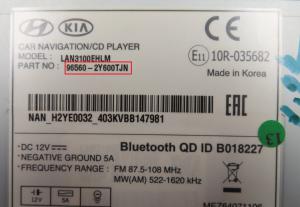 HYUNDAI KIA
CAR NAVIGATION/CD PLAYER
MODEL : LAN3100EHLM
PART NO : 96560-2Y600TJN
E11 10R-035682
Made in Korea
EAC
NAN_H2YE0032_403KVBB147981
13
• DC 12V
• NEGATIVE GROUND 5A
• FREQUENCY RANGE : FM 87.5-108 MHz
MW(AM) 522-1620 kHz
Bluetooth QD ID B018227
12V 5A
MEZ64071106